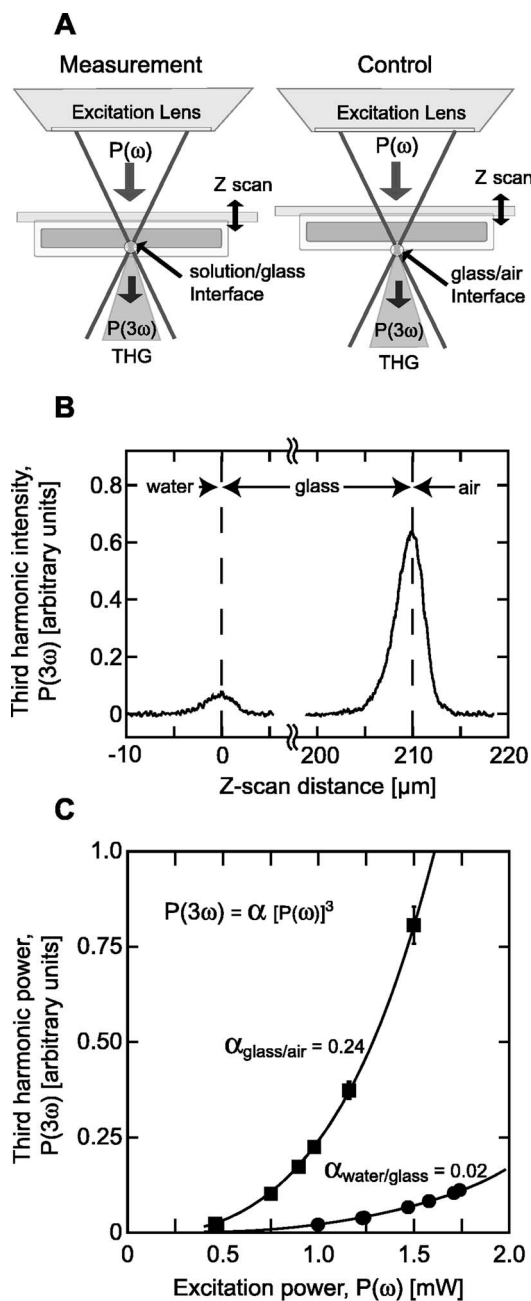 A
Measurement
Control
Excitation Lens
Excitation Lens
P(ω)
P(ω)
Z scan
Z scan
solution/glass
Interface
glass/air
Interface
P(3ω)
P(3ω)
THG
THG
B
Third harmonic intensity,
P(3ω) [arbitrary units]
0.8
0.6
0.4
0.2
0
water
glass
air
-10
0
200
210
220
Z-scan distance [μm]
C
Third harmonic power,
P(3ω) [arbitrary units]
1.0
0.75
0.50
0.25
0
P(3ω) = α [P(ω)]³
αglass/air = 0.24
αwater/glass = 0.02
0
0.5
1.0
1.5
2.0
Excitation power, P(ω) [mW]